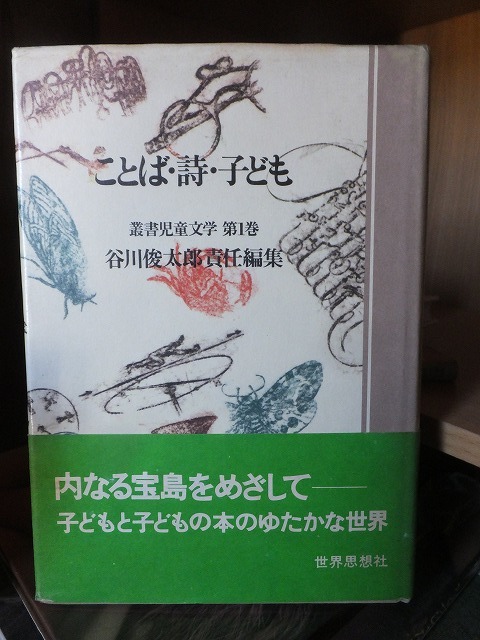 ことば・詩・子ども
叢書児童文学 第1巻
谷川俊太郎責任編集
内なる宝島をめざして──
子どもと子どもの本のゆたかな世界
世界思想社